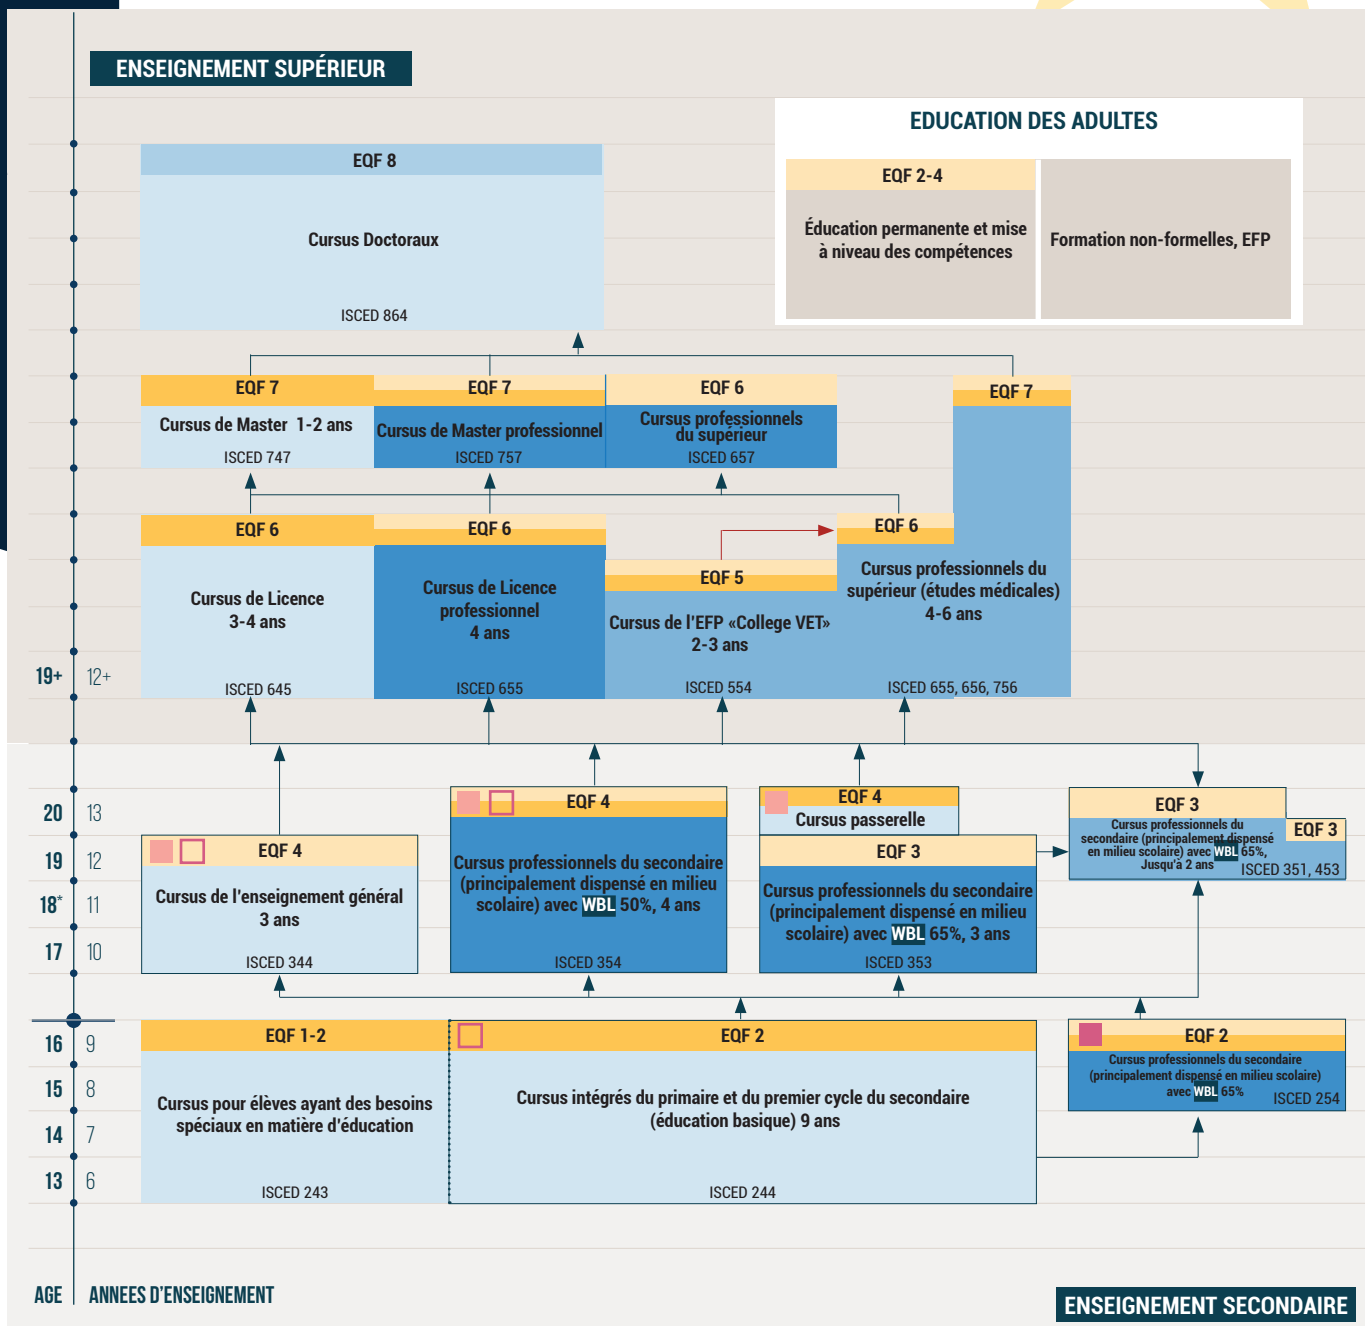 ENSEIGNEMENT SUPÉRIEUR
EDUCATION DES ADULTES
EQF 2-4
Éducation permanente et mise
à niveau des compétences
Formation non-formelles, EFP
EQF 8
Cursus Doctoraux
ISCED 864
EQF 7
Cursus de Master 1-2 ans
ISCED 747
EQF 7
Cursus de Master professionnel
ISCED 757
EQF 6
Cursus professionnels
du supérieur
ISCED 657
EQF 7
EQF 6
Cursus de Licence
3-4 ans
ISCED 645
EQF 6
Cursus de Licence
professionnel
4 ans
ISCED 655
EQF 5
Cursus de l'EFP «College VET»
2-3 ans
ISCED 554
EQF 6
Cursus professionnels du
supérieur (études médicales)
4-6 ans
ISCED 655, 656, 756
19+ 12+
20 13
19 12
18* 11
17 10
EQF 4
Cursus de l'enseignement général
3 ans
ISCED 344
EQF 4
Cursus professionnels du secondaire
(principalement dispensé en milieu
scolaire) avec WBL 50%, 4 ans
ISCED 354
EQF 4
Cursus passerelle
EQF 3
Cursus professionnels du secondaire
(principalement dispensé en milieu
scolaire) avec WBL 65%, 3 ans
ISCED 353
EQF 3
EQF 3
Cursus professionnels du
secondaire (principalement dispensé
en milieu scolaire) avec WBL 65%,
Jusqu'à 2 ans
ISCED 351, 453
16 9
15 8
14 7
13 6
EQF 1-2
Cursus pour élèves ayant des besoins
spéciaux en matière d'éducation
ISCED 243
EQF 2
Cursus intégrés du primaire et du premier cycle du secondaire
(éducation basique) 9 ans
ISCED 244
EQF 2
Cursus professionnels du secondaire
(principalement dispensé en milieu scolaire)
avec WBL 65%
ISCED 254
AGE ANNEES D'ENSEIGNEMENT
ENSEIGNEMENT SECONDAIRE